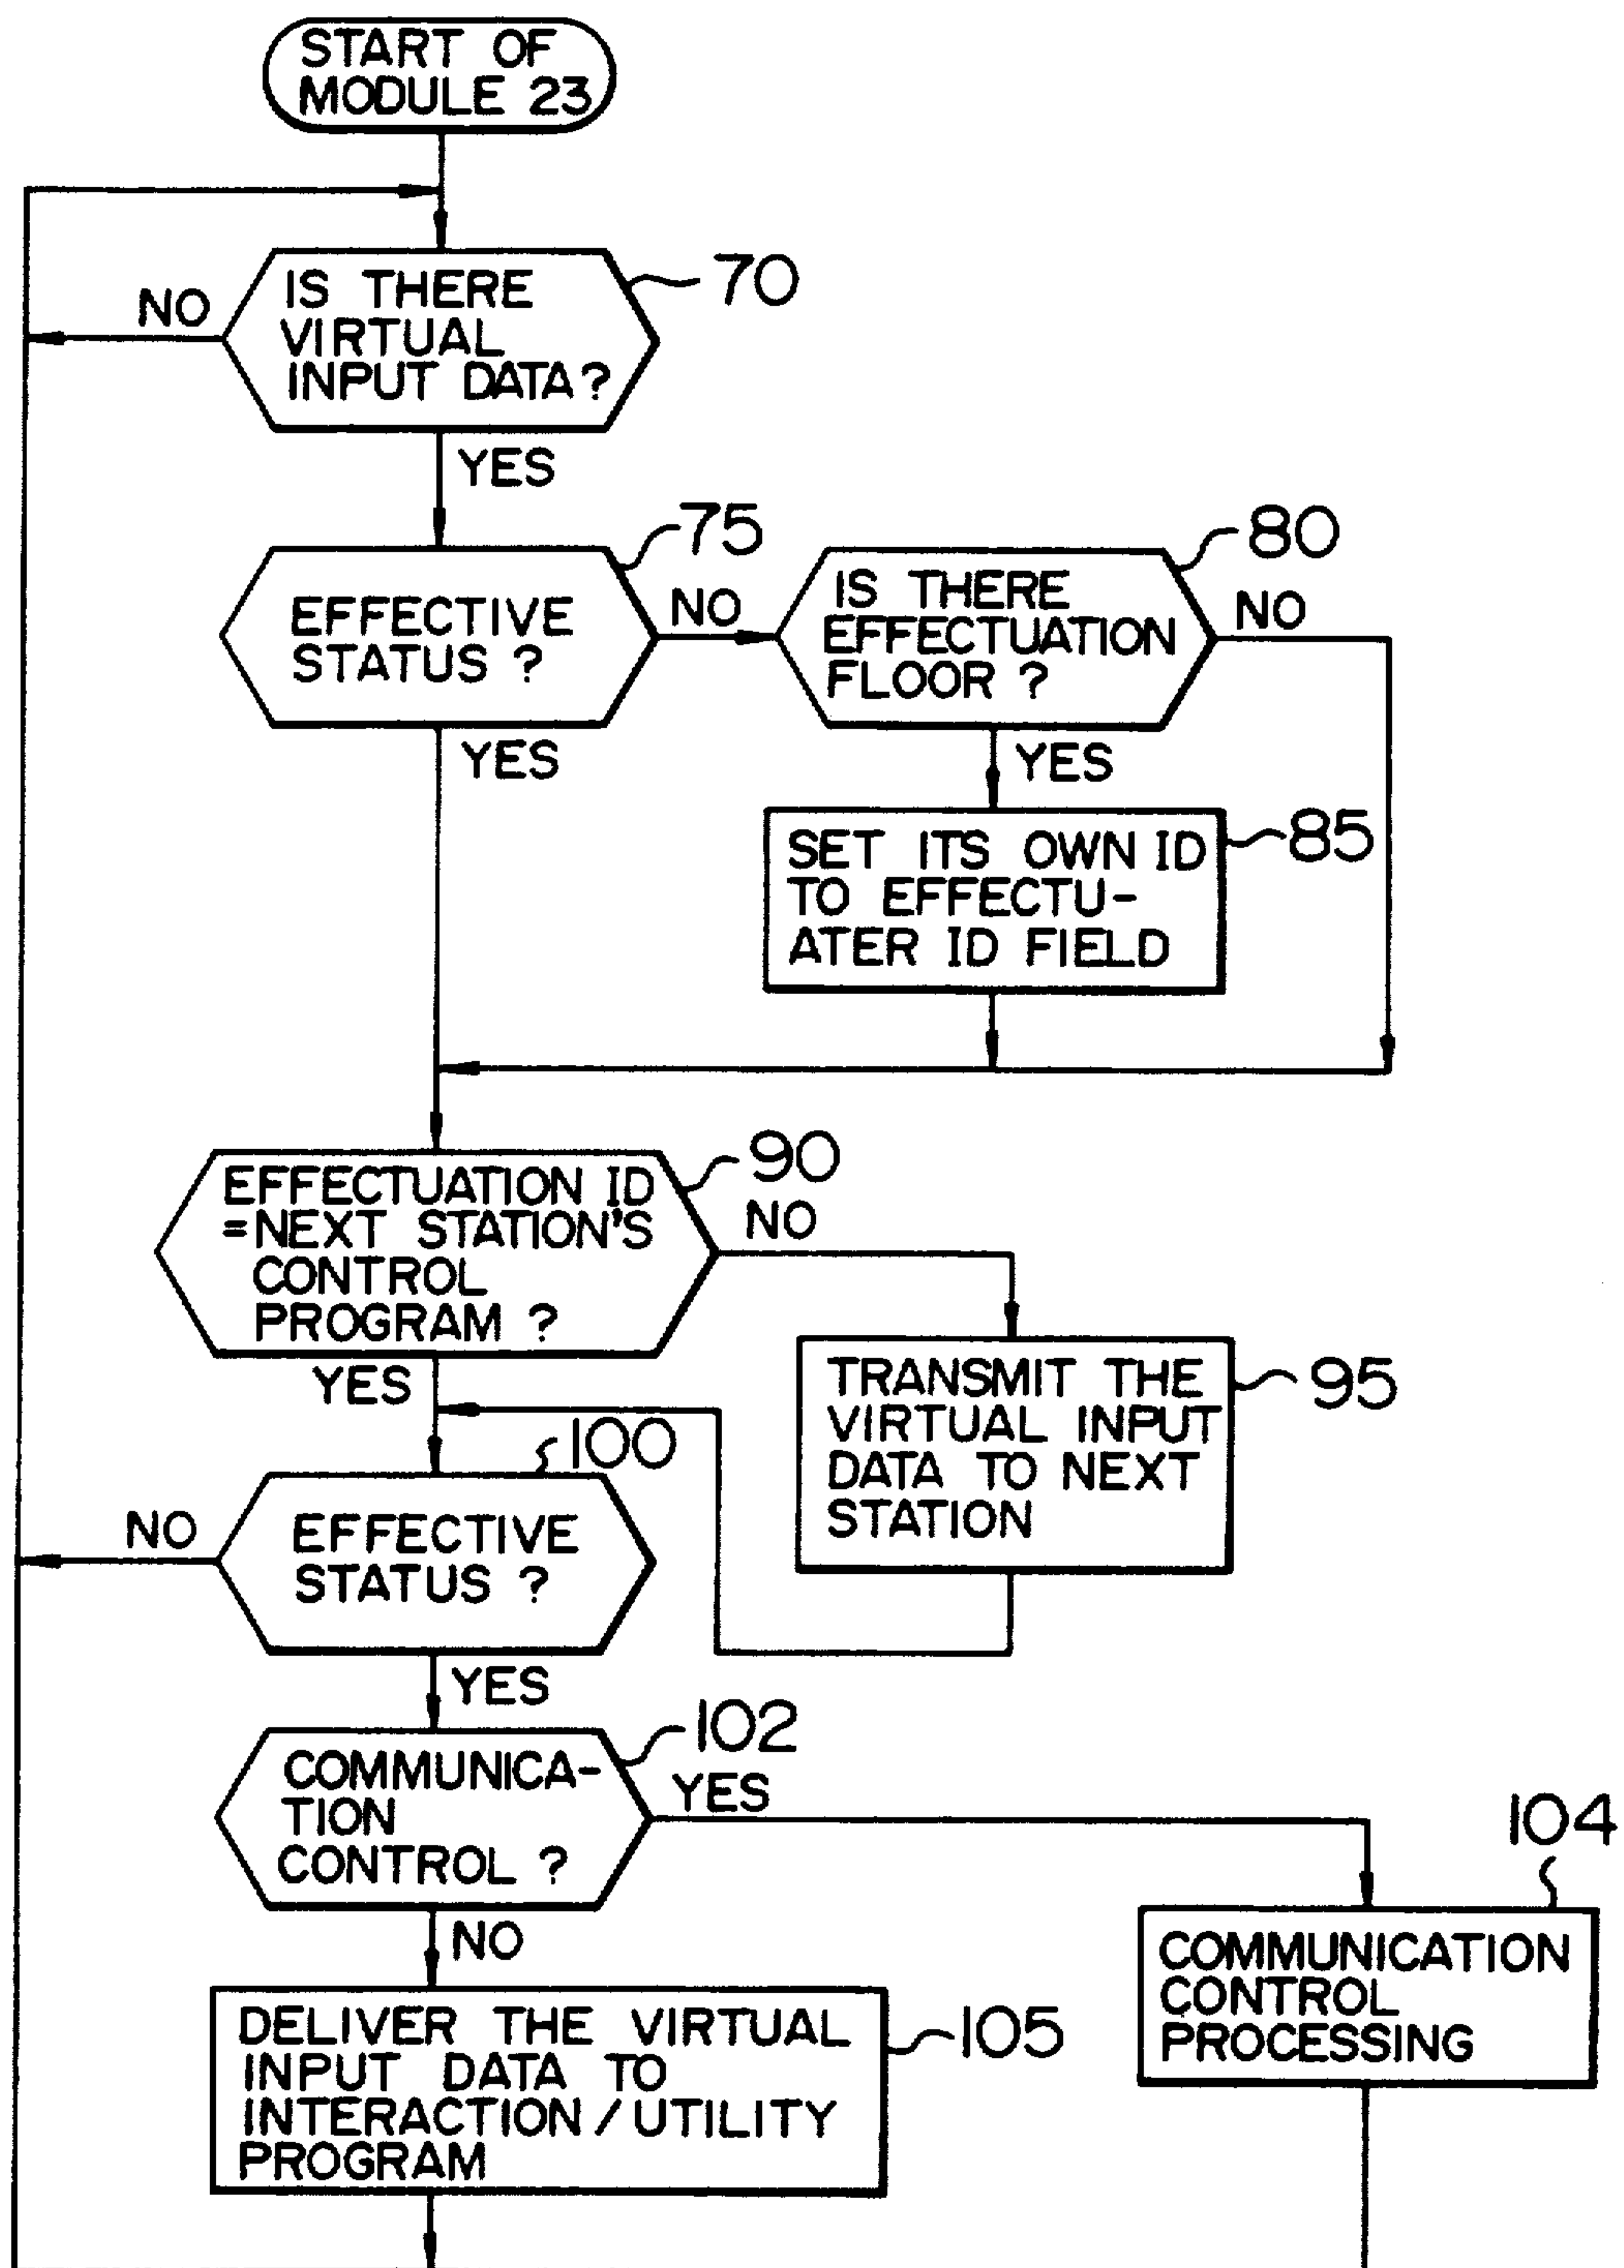 START OF
MODULE 23
IS THERE
VIRTUAL
INPUT DATA?
70
NO
YES
EFFECTIVE
STATUS ?
75
NO
YES
IS THERE
EFFECTUATION
FLOOR ?
80
NO
YES
SET ITS OWN ID
TO EFFECTU-
ATER ID FIELD
85
EFFECTUATION ID
=NEXT STATION'S
CONTROL
PROGRAM ?
90
NO
YES
TRANSMIT THE
VIRTUAL INPUT
DATA TO NEXT
STATION
95
100
EFFECTIVE
STATUS ?
NO
YES
COMMUNICA-
TION
CONTROL ?
102
YES
NO
104
COMMUNICATION
CONTROL
PROCESSING
DELIVER THE VIRTUAL
INPUT DATA TO
INTERACTION/UTILITY
PROGRAM
105